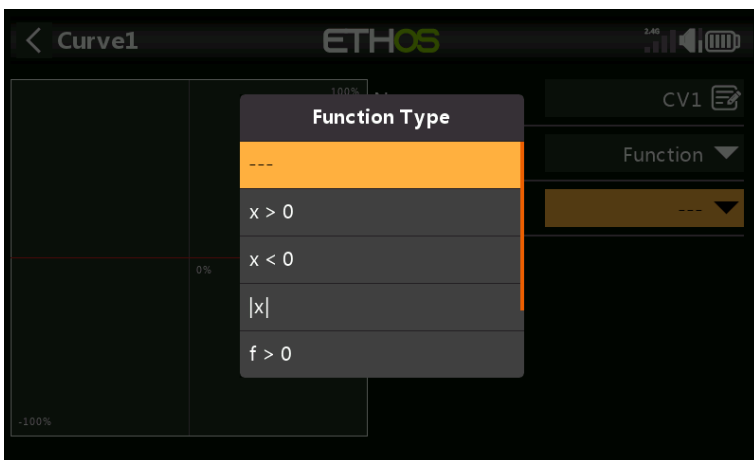 Curve1
ETHOS
2.4G
100%
Function Type
CV1
---
Function
x > 0
---
x < 0
0%
|x|
f > 0
-100%